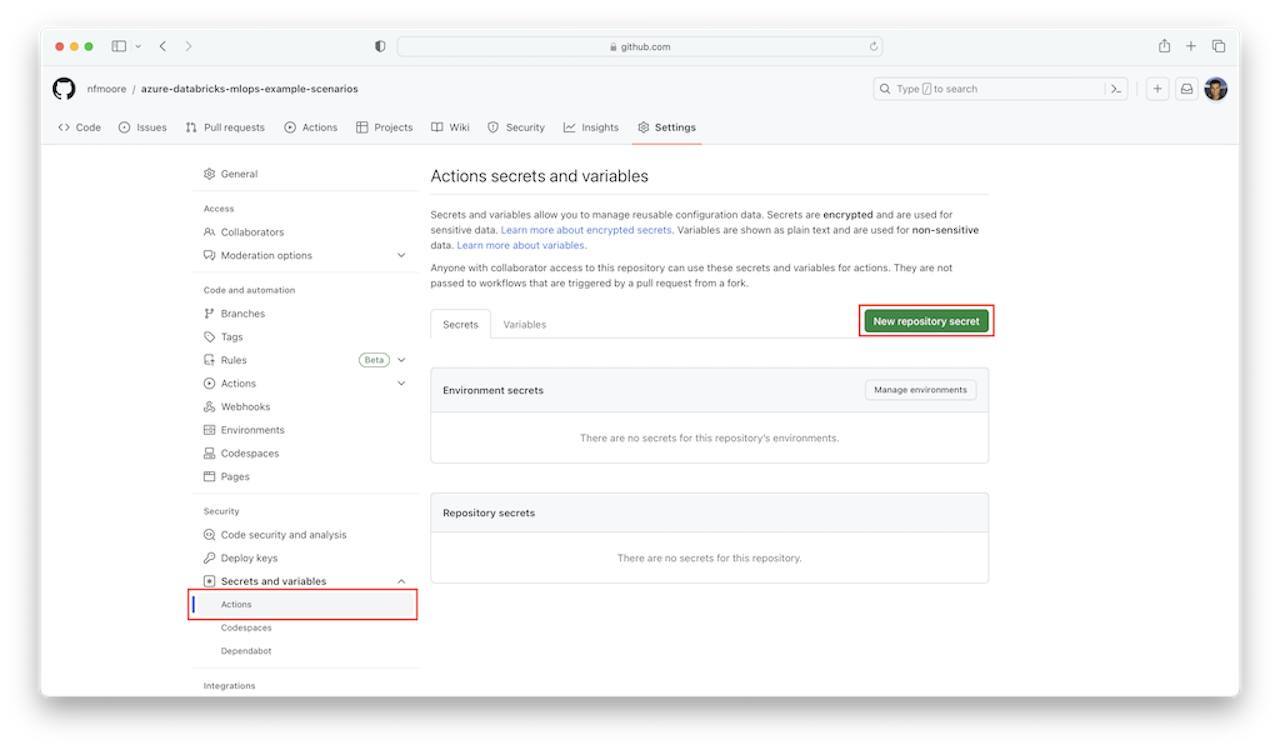 github.com
nfmoore / azure-databricks-mlops-example-scenarios
Type / to search
Code Issues Pull requests Actions Projects Wiki Security Insights Settings
General
Access
Collaborators
Moderation options
Code and automation
Branches
Tags
Rules Beta
Actions
Webhooks
Environments
Codespaces
Pages
Security
Code security and analysis
Deploy keys
Secrets and variables
Actions
Codespaces
Dependabot
Integrations
Actions secrets and variables
Secrets and variables allow you to manage reusable configuration data. Secrets are encrypted and are used for
sensitive data. Learn more about encrypted secrets. Variables are shown as plain text and are used for non-sensitive
data. Learn more about variables.
Anyone with collaborator access to this repository can use these secrets and variables for actions. They are not
passed to workflows that are triggered by a pull request from a fork.
Secrets Variables New repository secret
Environment secrets Manage environments
There are no secrets for this repository's environments.
Repository secrets
There are no secrets for this repository.